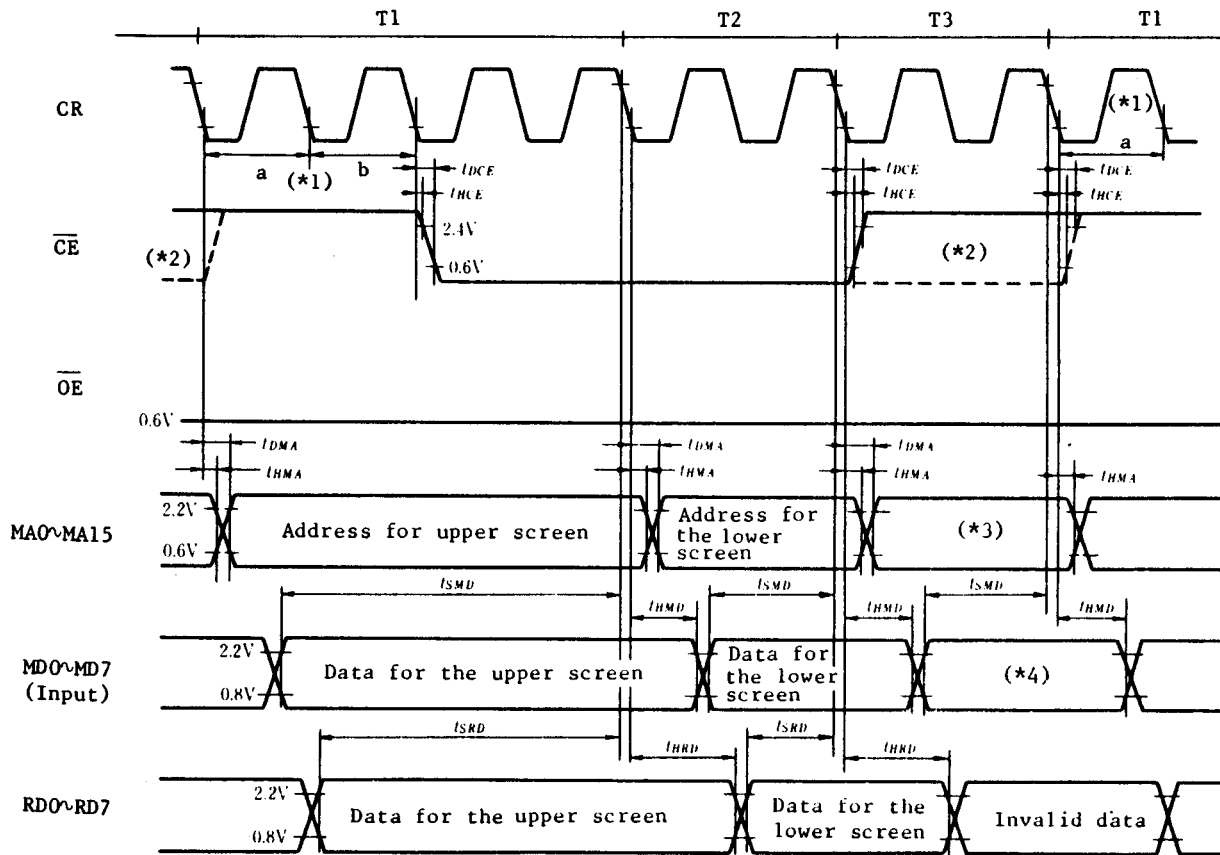 T1 T2 T3 T1
CR
(*1)
a (*1) b
a
tDCE tDCE tDCE
tHCE tHCE tHCE
CE
(*2) 2.4V 0.6V (*2)
OE
0.6V
tDMA tDMA tDMA
tHMA tHMA tHMA tHMA
MA0~MA15
2.2V
0.6V
Address for upper screen
Address for
the lower
screen
(*3)
tSMD tSMD tSMD
tHMD tHMD tHMD
MD0~MD7
(Input)
2.2V
0.8V
Data for the upper screen
Data for
the lower
screen
(*4)
tSRD tSRD
tHRD tHRD
RD0~RD7
2.2V
0.8V
Data for the upper screen
Data for the
lower screen
Invalid data